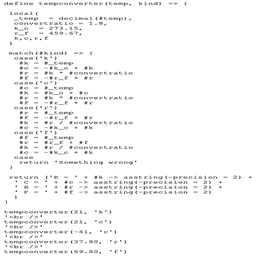 define tempconverter(temp, kind) => {
local(
_temp = decimal(#temp),
convertratio = 1.8,
k_c = 273.15,
r_f = 459.67,
k,c,r,f
)
match(#kind) => {
case('k')
#k = #_temp
#c = -#k_c + #k
#r = #k * #convertratio
#f = -#r_f + #r
case('c')
#c = #_temp
#k = #k_c + #c
#r = #k * #convertratio
#f = -#r_f + #r
case('r')
#r = #_temp
#f = -#r_f + #r
#k = #r / #convertratio
#c = -#k_c + #k
case('f')
#f = #_temp
#r = #r_f + #f
#k = #r / #convertratio
#c = -#k_c + #k
case
return 'Something wrong'
}
return ('K = ' + #k -> asstring(-precision = 2) +
' C = ' + #c -> asstring(-precision = 2) +
' R = ' + #r -> asstring(-precision = 2) +
' F = ' + #f -> asstring(-precision = 2)
)
}
tempconverter(21, 'k')
'<br />'
tempconverter(21, 'c')
'<br />'
tempconverter(-41, 'c')
'<br />'
tempconverter(37.80, 'r')
'<br />'
tempconverter(69.80, 'f')